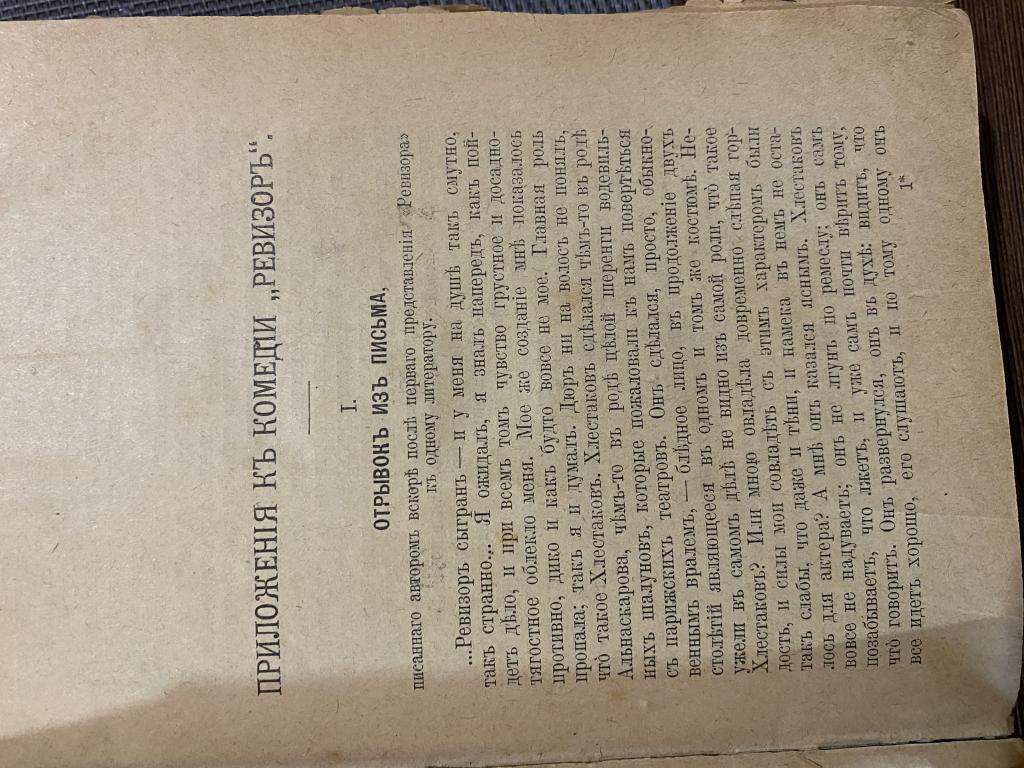 ПРИЛОЖЕНІЯ КЪ КОМЕДІИ „РЕВИЗОРЪ“.
I.
ОТРЫВОКЪ ИЗЪ ПИСЬМА,
писаннаго авторомъ вскорѣ послѣ перваго представленія «Ревизора»
къ одному литератору.
...Ревизоръ сыгранъ — и у меня на душѣ такъ смутно,
такъ странно... Я ожидалъ, я зналъ напередъ, какъ пой-
детъ дѣло, и при всемъ томъ чувство грустное и досадно-
тягостное облекло меня. Мое же созданіе мнѣ показалось
противно, дико и какъ будто вовсе не мое. Главная роль
пропала; такъ я и думалъ. Дюръ ни на волосъ не понялъ,
что̀ такое Хлестаковъ. Хлестаковъ сдѣлался чѣмъ-то въ родѣ
Альнаскарова, чѣмъ-то въ родѣ цѣлой шеренги водевиль-
ныхъ шалуновъ, которые пожаловали къ намъ повертѣться
съ парижскихъ театровъ. Онъ сдѣлался, просто, обыкно-
веннымъ вралемъ, — блѣдное лицо, въ продолженіе двухъ
столѣтій являющееся въ одномъ и томъ же костюмѣ. Не-
ужели въ самомъ дѣлѣ не видно изъ самой роли, что̀ такое
Хлестаковъ? Или мною овладѣла довременно слѣпая гор-
дость, и силы мои совладѣть съ этимъ характеромъ были
такъ слабы, что даже и тѣни, и намека въ немъ не оста-
лось для актера? А мнѣ онъ казался яснымъ. Хлестаковъ
вовсе не надуваетъ; онъ не лгунъ по ремеслу; онъ самъ
позабываетъ, что лжетъ, и уже самъ почти вѣритъ тому,
что̀ говоритъ. Онъ развернулся, онъ въ духѣ: видитъ, что
все идетъ хорошо, его слушаютъ, и по тому одному онъ
1*